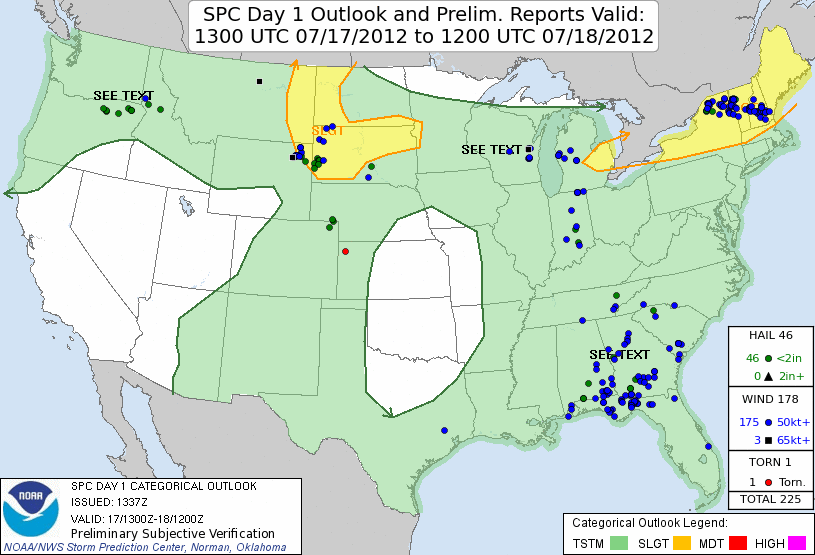 SPC Day 1 Outlook and Prelim. Reports Valid:
1300 UTC 07/17/2012 to 1200 UTC 07/18/2012
SEE TEXT
SLGT
SEE TEXT
SEE TEXT
HAIL 46
46 <2in
0 2in+
WIND 178
175 50kt+
3 65kt+
TORN 1
1 Torn.
TOTAL 225
NOAA
SPC DAY 1 CATEGORICAL OUTLOOK
ISSUED: 1337Z
VALID: 17/1300Z-18/1200Z
Preliminary Subjective Verification
NOAA/NWS Storm Prediction Center, Norman, Oklahoma
Categorical Outlook Legend:
TSTM SLGT MDT HIGH